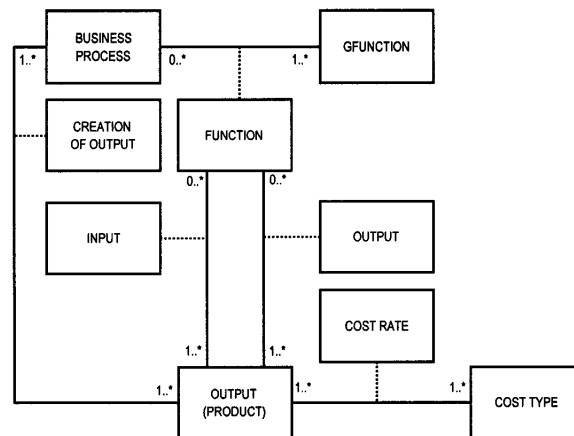 BUSINESS
PROCESS
GFUNCTION
1..*
0..*
1..*
CREATION
OF OUTPUT
FUNCTION
0..*
0..*
INPUT
OUTPUT
COST RATE
1..*
1..*
1..*
OUTPUT
(PRODUCT)
1..*
1..*
COST TYPE